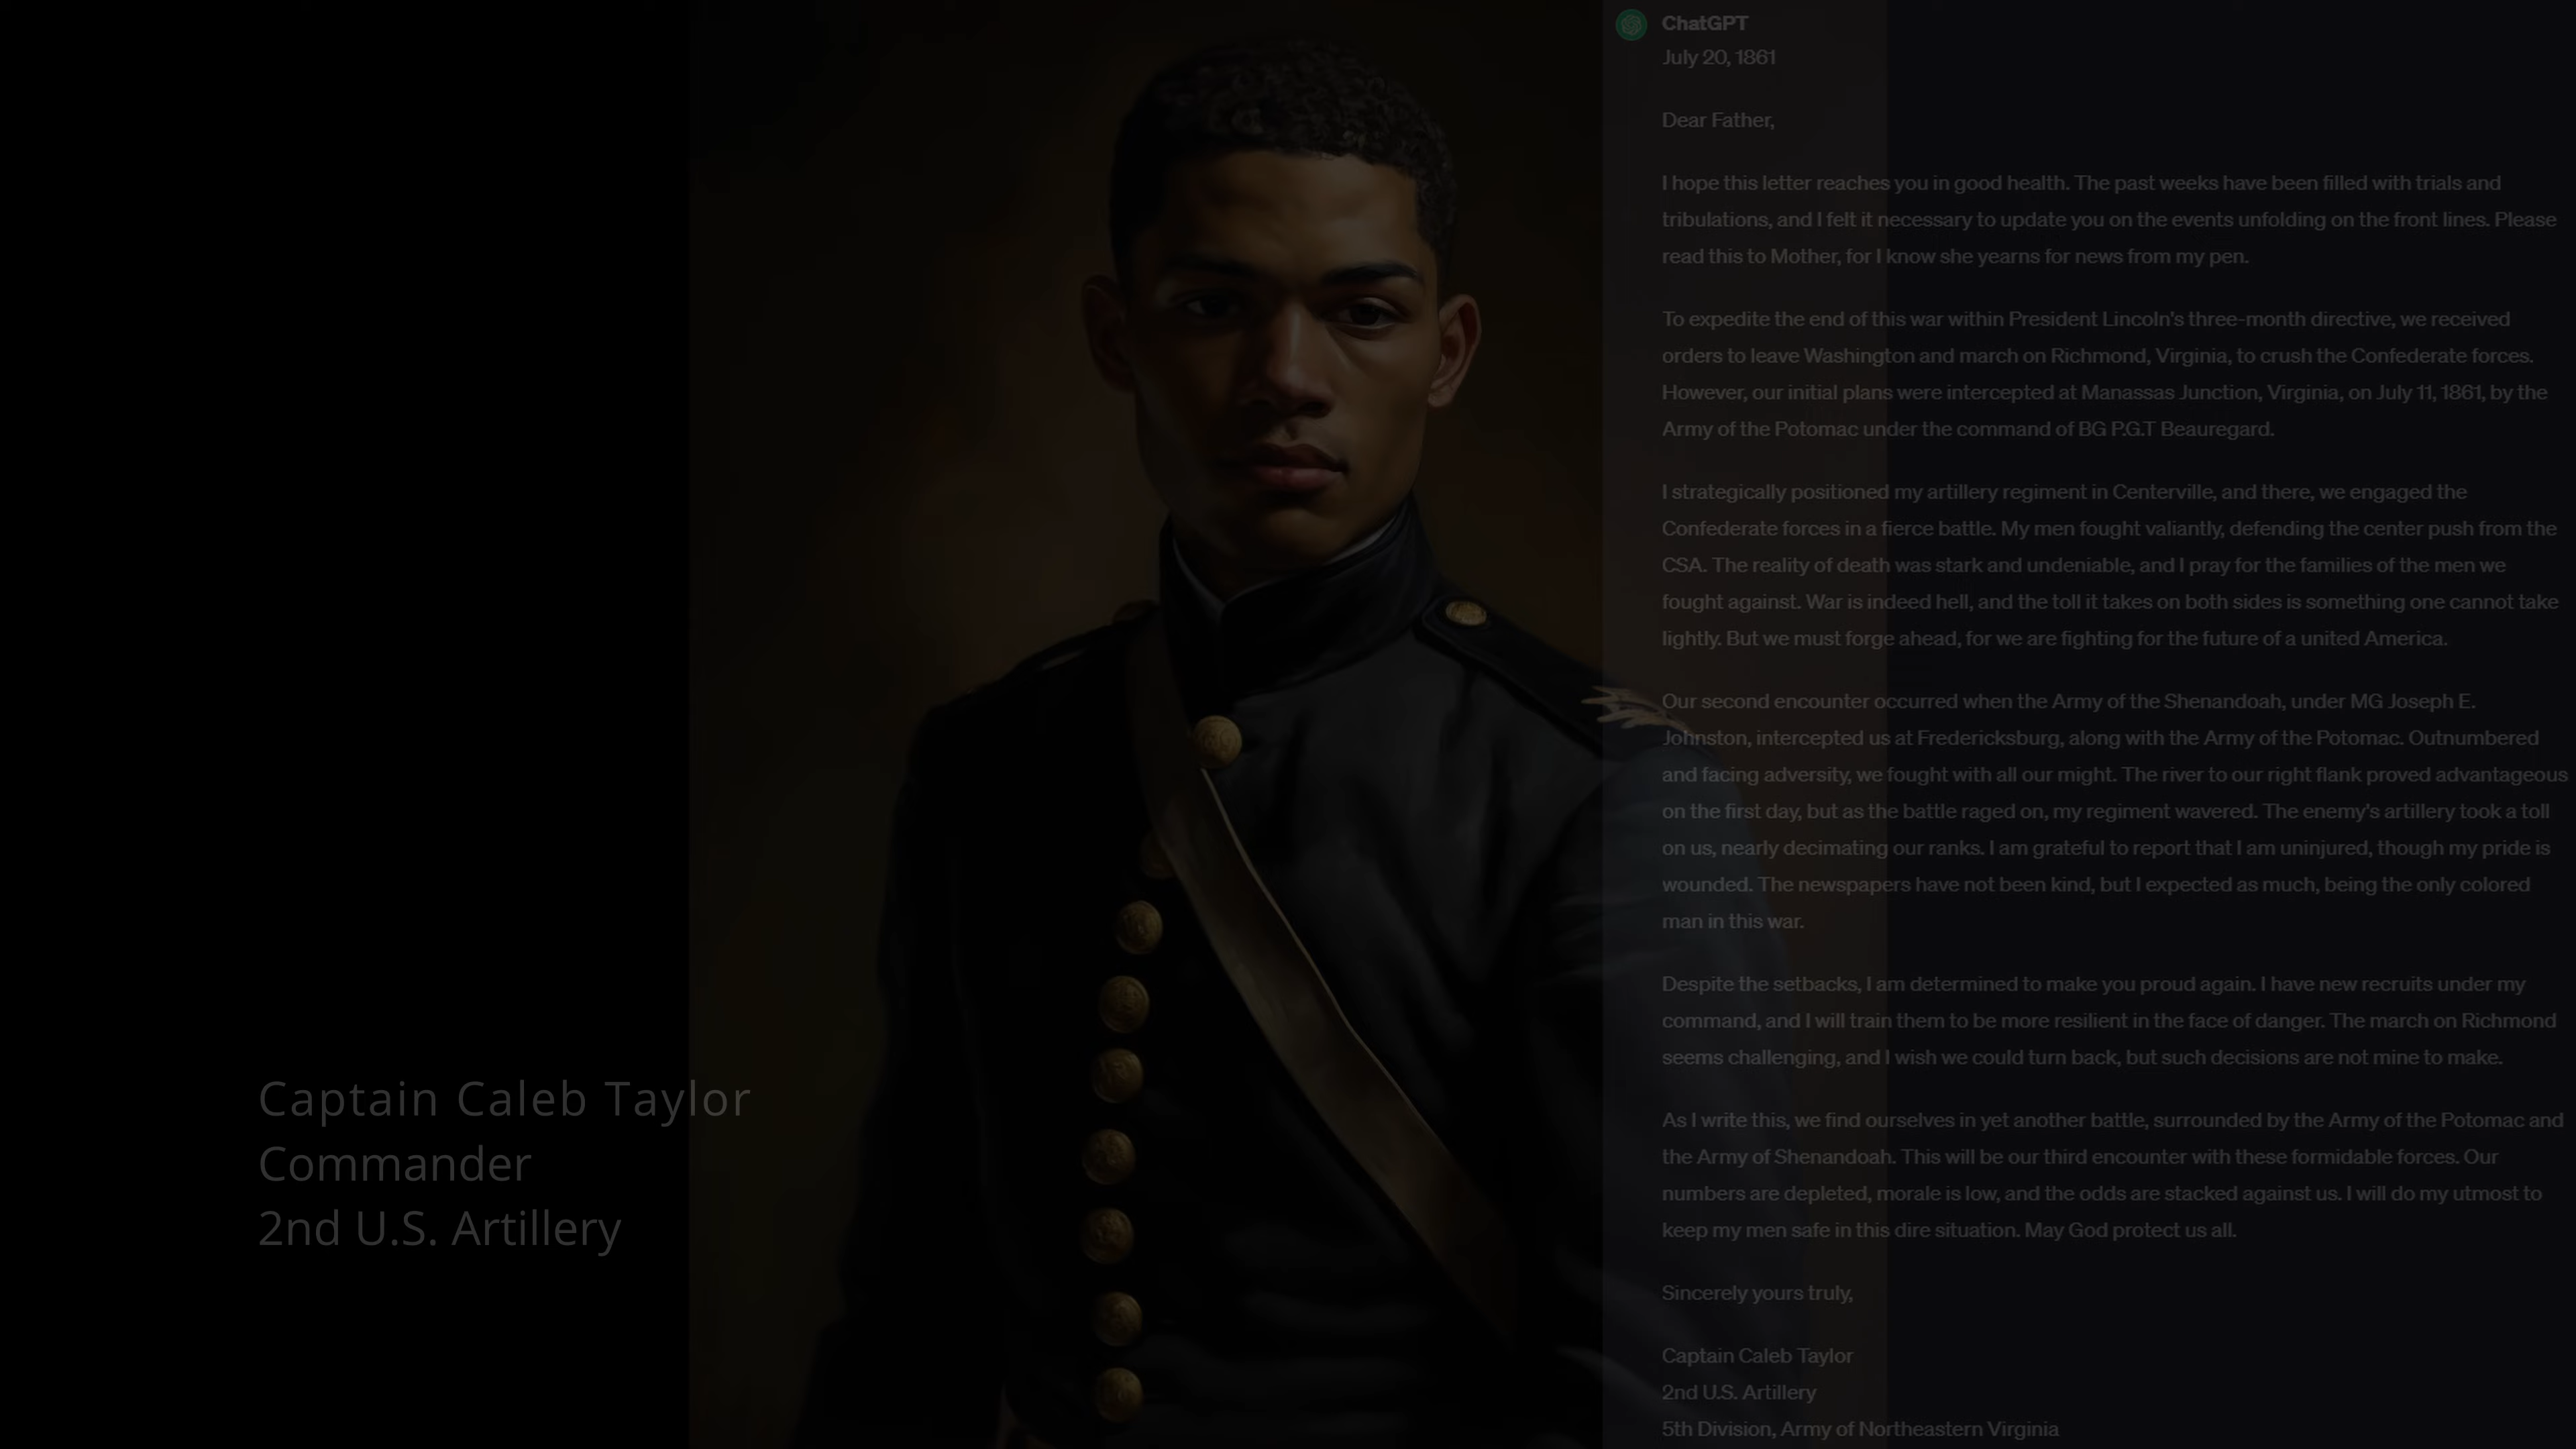 Captain Caleb Taylor
Commander
2nd U.S. Artillery
ChatGPT
July 20, 1861
Dear Father,
I hope this letter reaches you in good health. The past weeks have been filled with trials and
tribulations, and I felt it necessary to update you on the events unfolding on the front lines. Please
read this to Mother, for I know she yearns for news from my pen.
To expedite the end of this war within President Lincoln's three-month directive, we received
orders to leave Washington and march on Richmond, Virginia, to crush the Confederate forces.
However, our initial plans were intercepted at Manassas Junction, Virginia, on July 11, 1861, by the
Army of the Potomac under the command of BG P.G.T Beauregard.
I strategically positioned my artillery regiment in Centerville, and there, we engaged the
Confederate forces in a fierce battle. My men fought valiantly, defending the center push from the
CSA. The reality of death was stark and undeniable, and I pray for the families of the men we
fought against. War is indeed hell, and the toll it takes on both sides is something one cannot take
lightly. But we must forge ahead, for we are fighting for the future of a united America.
Our second encounter occurred when the Army of the Shenandoah, under MG Joseph E.
Johnston, intercepted us at Fredericksburg, along with the Army of the Potomac. Outnumbered
and facing adversity, we fought with all our might. The river to our right flank proved advantageous
on the first day, but as the battle raged on, my regiment wavered. The enemy's artillery took a toll
on us, nearly decimating our ranks. I am grateful to report that I am uninjured, though my pride is
wounded. The newspapers have not been kind, but I expected as much, being the only colored
man in this war.
Despite the setbacks, I am determined to make you proud again. I have new recruits under my
command, and I will train them to be more resilient in the face of danger. The march on Richmond
seems challenging, and I wish we could turn back, but such decisions are not mine to make.
As I write this, we find ourselves in yet another battle, surrounded by the Army of the Potomac and
the Army of Shenandoah. This will be our third encounter with these formidable forces. Our
numbers are depleted, morale is low, and the odds are stacked against us. I will do my utmost to
keep my men safe in this dire situation. May God protect us all.
Sincerely yours truly,
Captain Caleb Taylor
2nd U.S. Artillery
5th Division, Army of Northeastern Virginia